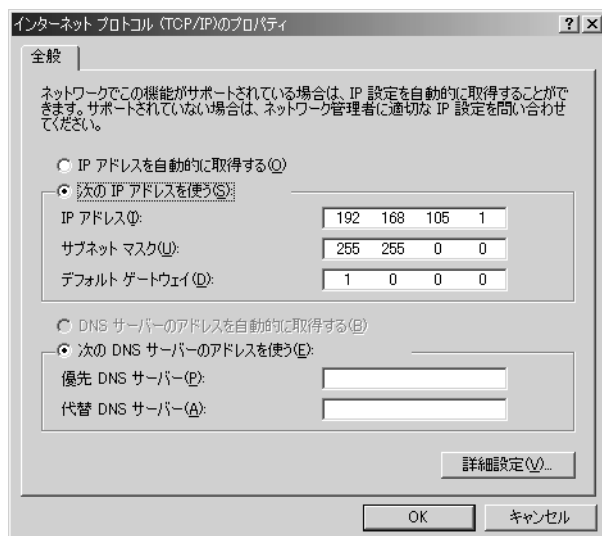 インターネット プロトコル (TCP/IP)のプロパティ
全般
ネットワークでこの機能がサポートされている場合は、IP 設定を自動的に取得することがで
きます。サポートされていない場合は、ネットワーク管理者に適切な IP 設定を問い合わせ
てください。
IP アドレスを自動的に取得する(O)
次の IP アドレスを使う(S):
IP アドレス(I): 192 168 105 1
サブネット マスク(U): 255 255 0 0
デフォルト ゲートウェイ(D): 1 0 0 0
DNS サーバーのアドレスを自動的に取得する(B)
次の DNS サーバーのアドレスを使う(E):
優先 DNS サーバー(P):
代替 DNS サーバー(A):
詳細設定(V)...
OK キャンセル